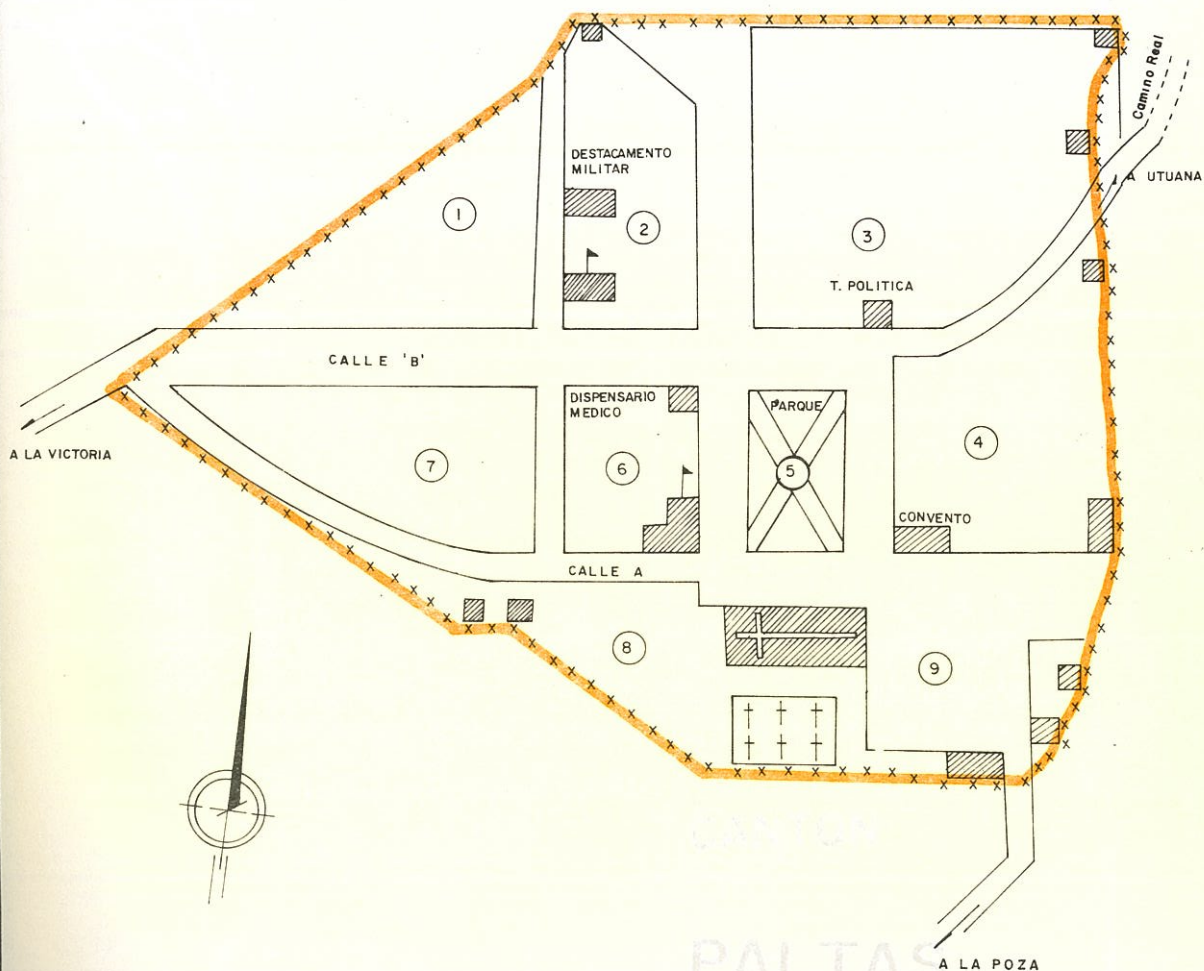 Camino Real
DESTACAMENTO
MILITAR
A UTUANA
1
2
3
T. POLITICA
CALLE 'B'
DISPENSARIO
MEDICO
PARQUE
A LA VICTORIA
7
6
5
4
CONVENTO
CALLE A
8
9
CANTON
PALTAS
A LA POZA